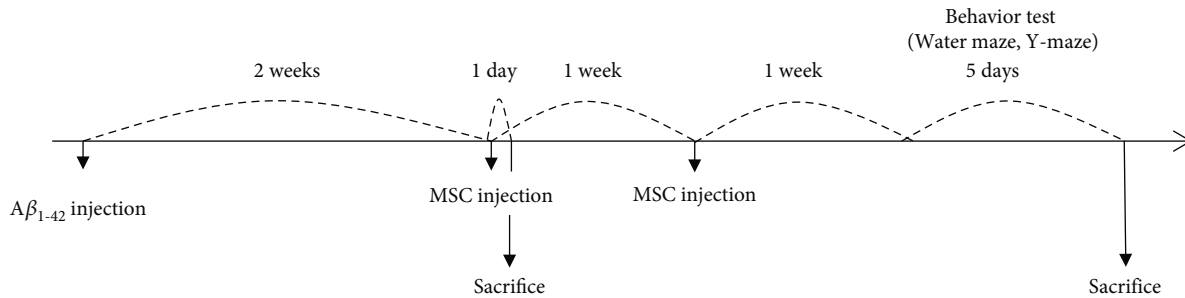 Behavior test
(Water maze, Y-maze)
2 weeks
1 day
1 week
1 week
5 days
Aβ1-42 injection
MSC injection
MSC injection
Sacrifice
Sacrifice